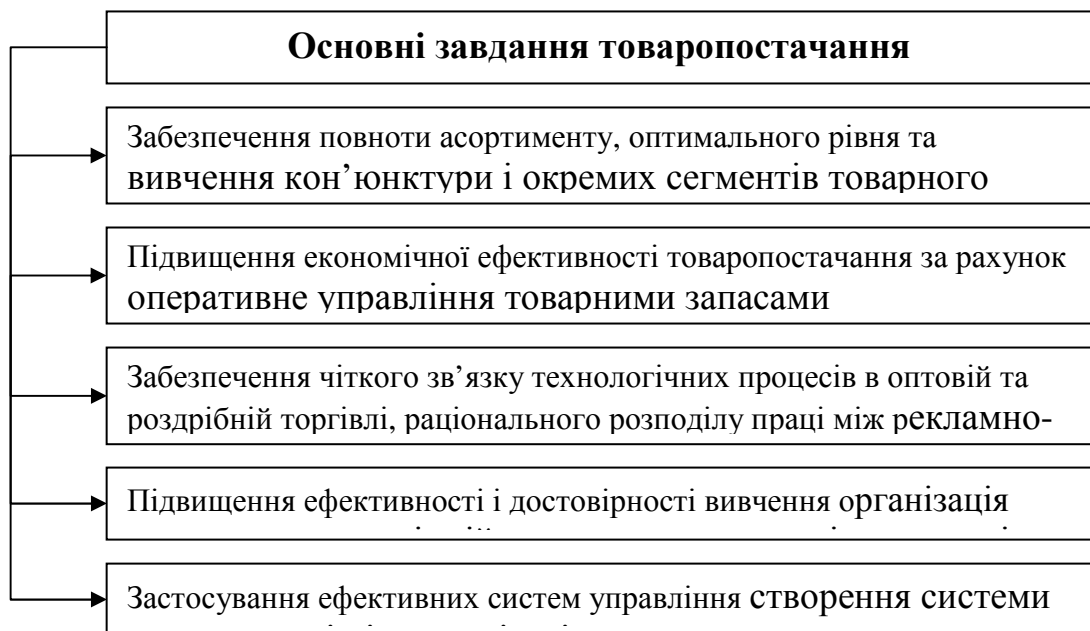 Основні завдання товаропостачання
Забезпечення повноти асортименту, оптимального рівня та
вивчення кон’юнктури і окремих сегментів товарного
Підвищення економічної ефективності товаропостачання за рахунок
оперативне управління товарними запасами
Забезпечення чіткого зв’язку технологічних процесів в оптовій та
роздрібній торгівлі, раціонального розподілу праці між рекламно-
Підвищення ефективності і достовірності вивчення організація
Застосування ефективних систем управління створення системи